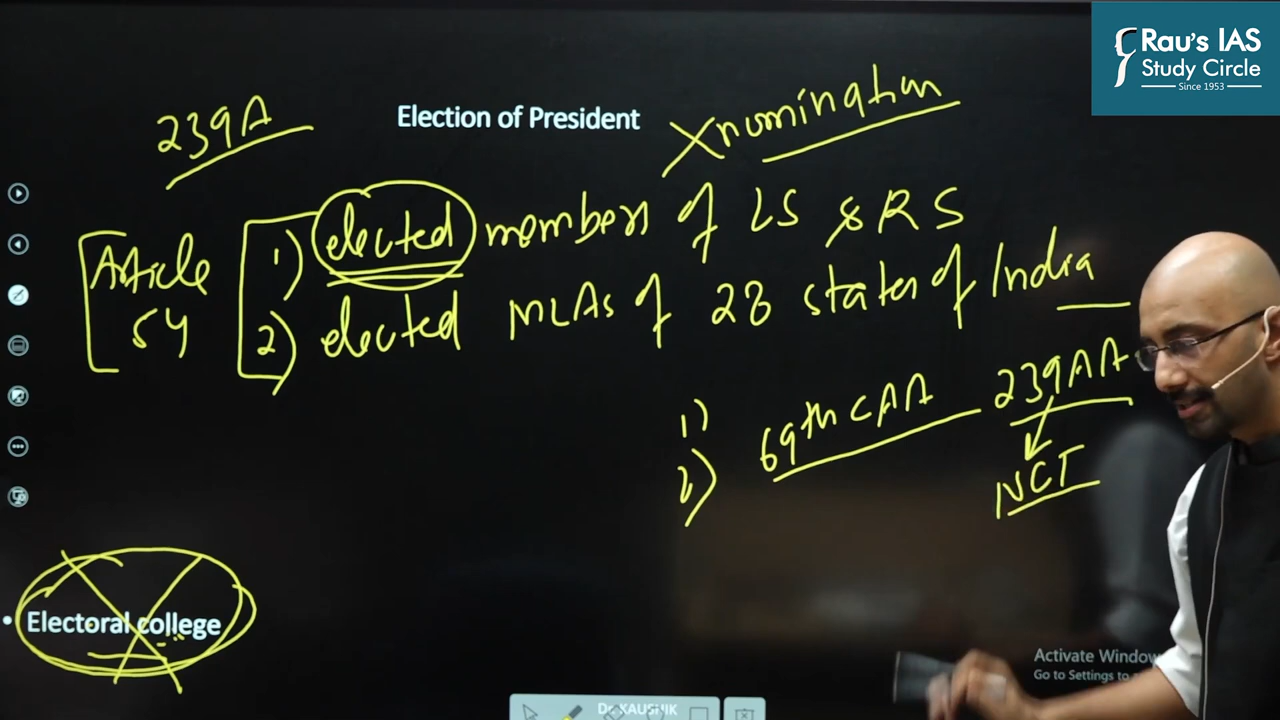 Rau's IAS
Study Circle
Since 1953
239A
Election of President
X nomination
Article
54
1) elected members of LS & RS
2) elected MLAs of 28 states of India
1)
2) 69th CAA 239AA
NCT
• Electoral college
Activate Window
Go to Settings to a
Dr KAUSHIK